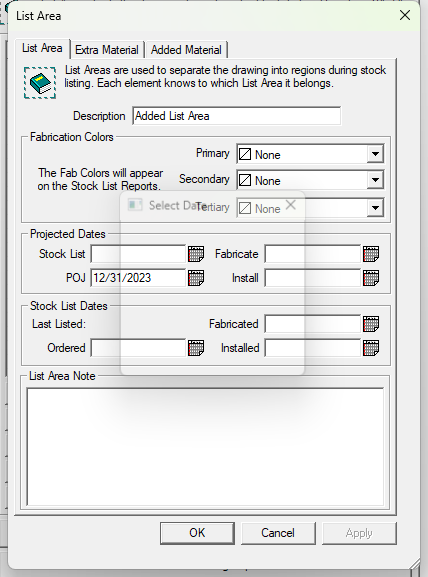 List Area
List Area Extra Material Added Material
List Areas are used to separate the drawing into regions during stock
listing. Each element knows to which List Area it belongs.
Description Added List Area
Fabrication Colors
Primary None
The Fab Colors will appear
on the Stock List Reports.
Secondary None
Select Date
Tertiary None
Projected Dates
Stock List Fabricate
POJ 12/31/2023 Install
Stock List Dates
Last Listed: Fabricated
Ordered Installed
List Area Note
OK Cancel Apply